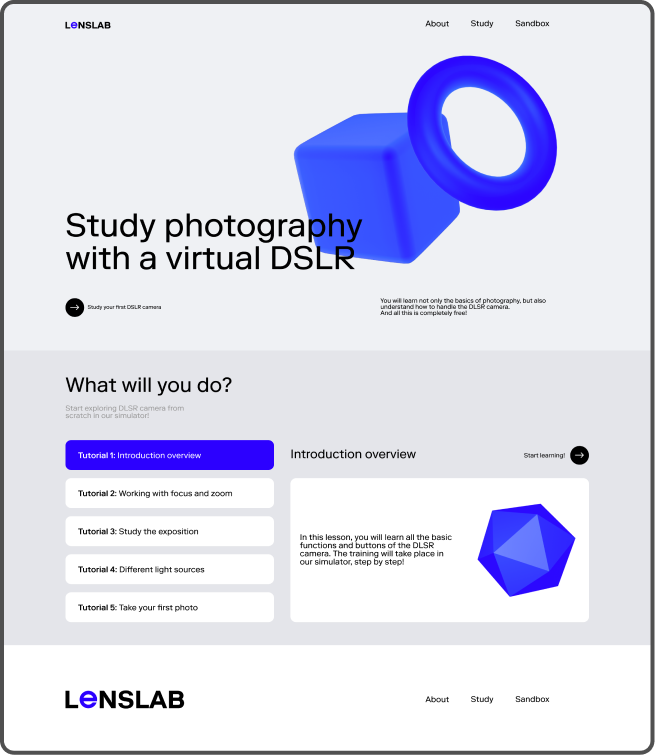 LeNSLAB
About Study Sandbox
Study photography
with a virtual DSLR
Study your first DSLR camera
You will learn not only the basics of photography, but also
understand how to handle the DLSR camera.
And all this is completely free!
What will you do?
Start exploring DLSR camera from
scratch in our simulator!
Tutorial 1: Introduction overview
Tutorial 2: Working with focus and zoom
Tutorial 3: Study the exposition
Tutorial 4: Different light sources
Tutorial 5: Take your first photo
Introduction overview
Start learning!
In this lesson, you will learn all the basic
functions and buttons of the DLSR
camera. The training will take place in
our simulator, step by step!
LeNSLAB
About Study Sandbox